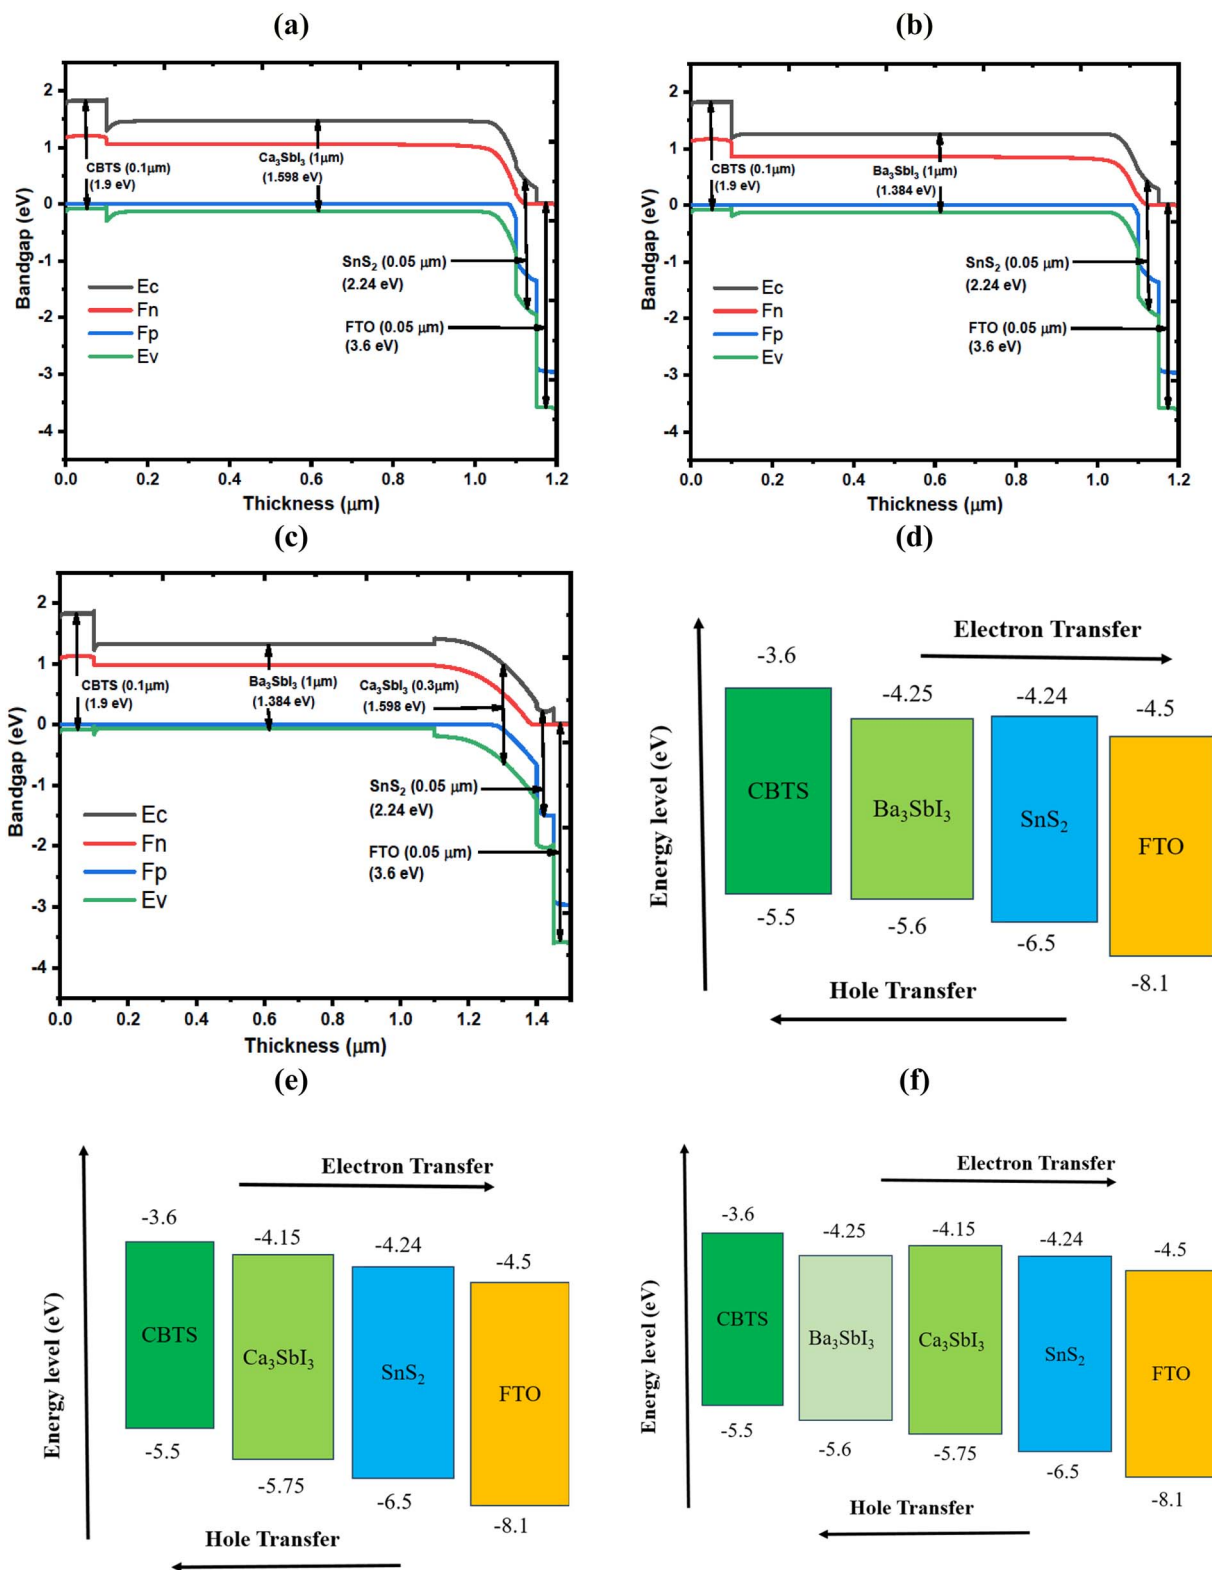 (a)
Bandgap (eV)
2
1
0
-1
-2
-3
-4
CBTS (0.1μm)
(1.9 eV)
Ca₃SbI₃ (1μm)
(1.598 eV)
SnS₂ (0.05 μm)
(2.24 eV)
FTO (0.05 μm)
(3.6 eV)
Ec
Fn
Fp
Ev
0.0 0.2 0.4 0.6 0.8 1.0 1.2
Thickness (μm)
(b)
Bandgap (eV)
2
1
0
-1
-2
-3
-4
CBTS (0.1μm)
(1.9 eV)
Ba₃SbI₃ (1μm)
(1.384 eV)
SnS₂ (0.05 μm)
(2.24 eV)
FTO (0.05 μm)
(3.6 eV)
Ec
Fn
Fp
Ev
0.0 0.2 0.4 0.6 0.8 1.0 1.2
Thickness (μm)
(c)
Bandgap (eV)
2
1
0
-1
-2
-3
-4
CBTS (0.1μm)
(1.9 eV)
Ba₃SbI₃ (1μm)
(1.384 eV)
Ca₃SbI₃ (0.3μm)
(1.598 eV)
SnS₂ (0.05 μm)
(2.24 eV)
FTO (0.05 μm)
(3.6 eV)
Ec
Fn
Fp
Ev
0.0 0.2 0.4 0.6 0.8 1.0 1.2 1.4
Thickness (μm)
(d)
Energy level (eV)
Electron Transfer
-3.6
-4.25
-4.24
-4.5
CBTS
Ba₃SbI₃
SnS₂
FTO
-5.5
-5.6
-6.5
-8.1
Hole Transfer
(e)
Energy level (eV)
Electron Transfer
-3.6
-4.15
-4.24
-4.5
CBTS
Ca₃SbI₃
SnS₂
FTO
-5.5
-5.75
-6.5
-8.1
Hole Transfer
(f)
Energy level (eV)
Electron Transfer
-3.6
-4.25
-4.15
-4.24
-4.5
CBTS
Ba₃SbI₃
Ca₃SbI₃
SnS₂
FTO
-5.5
-5.6
-5.75
-6.5
-8.1
Hole Transfer